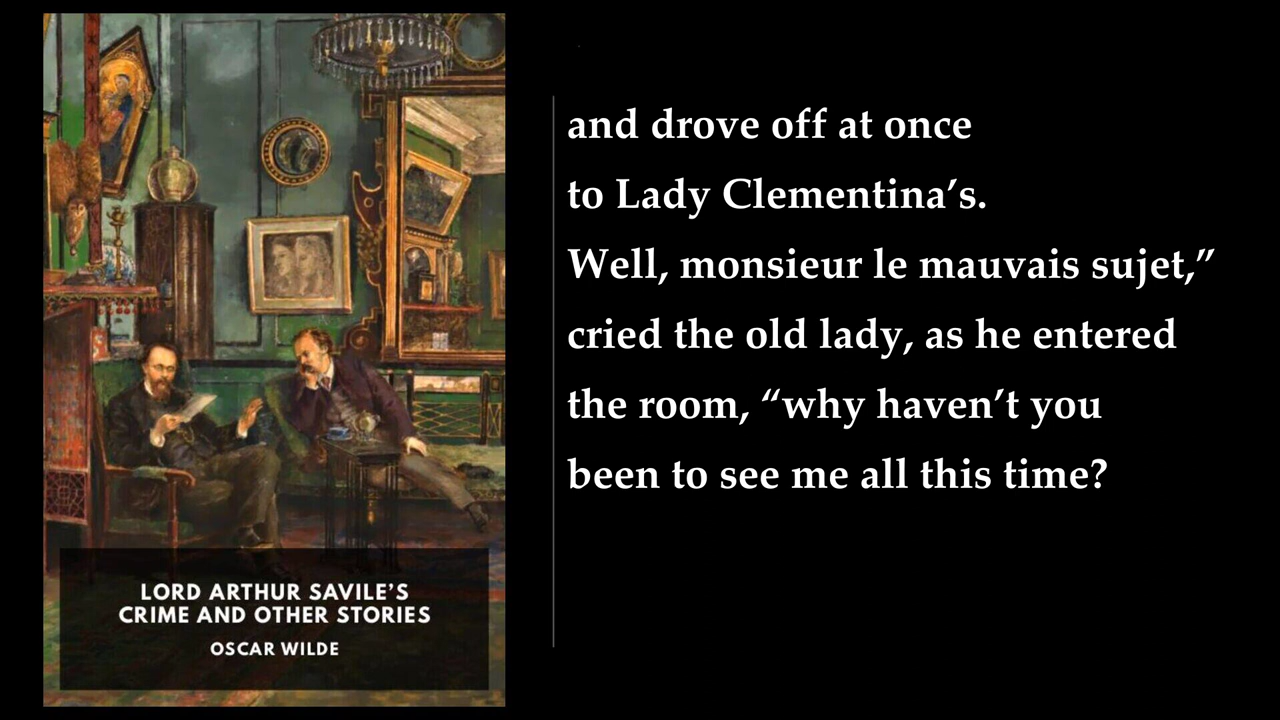 LORD ARTHUR SAVILE’S
CRIME AND OTHER STORIES
OSCAR WILDE
and drove off at once
to Lady Clementina’s.
Well, monsieur le mauvais sujet,”
cried the old lady, as he entered
the room, “why haven’t you
been to see me all this time?